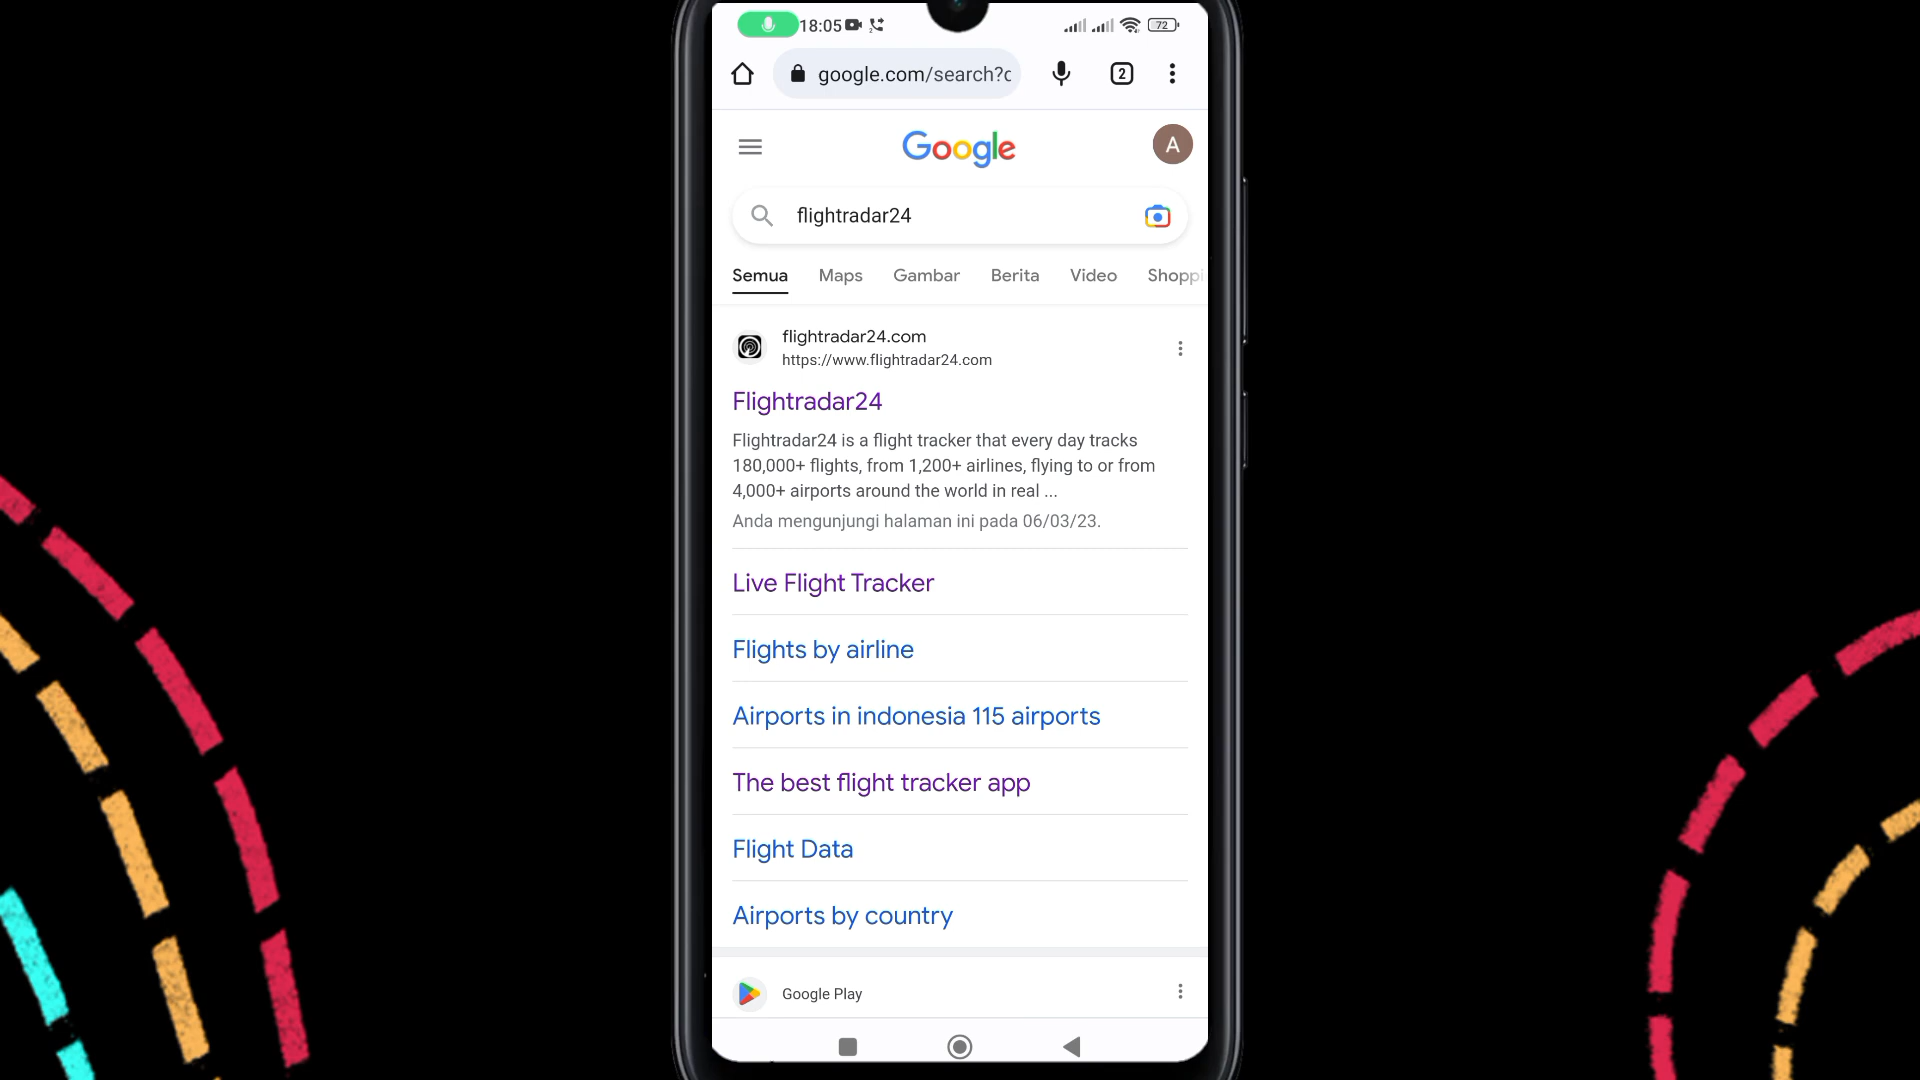 18:05
72
google.com/search?c
2
Google
A
flightradar24
Semua Maps Gambar Berita Video Shoppi
flightradar24.com
https://www.flightradar24.com
Flightradar24
Flightradar24 is a flight tracker that every day tracks
180,000+ flights, from 1,200+ airlines, flying to or from
4,000+ airports around the world in real ...
Anda mengunjungi halaman ini pada 06/03/23.
Live Flight Tracker
Flights by airline
Airports in indonesia 115 airports
The best flight tracker app
Flight Data
Airports by country
Google Play